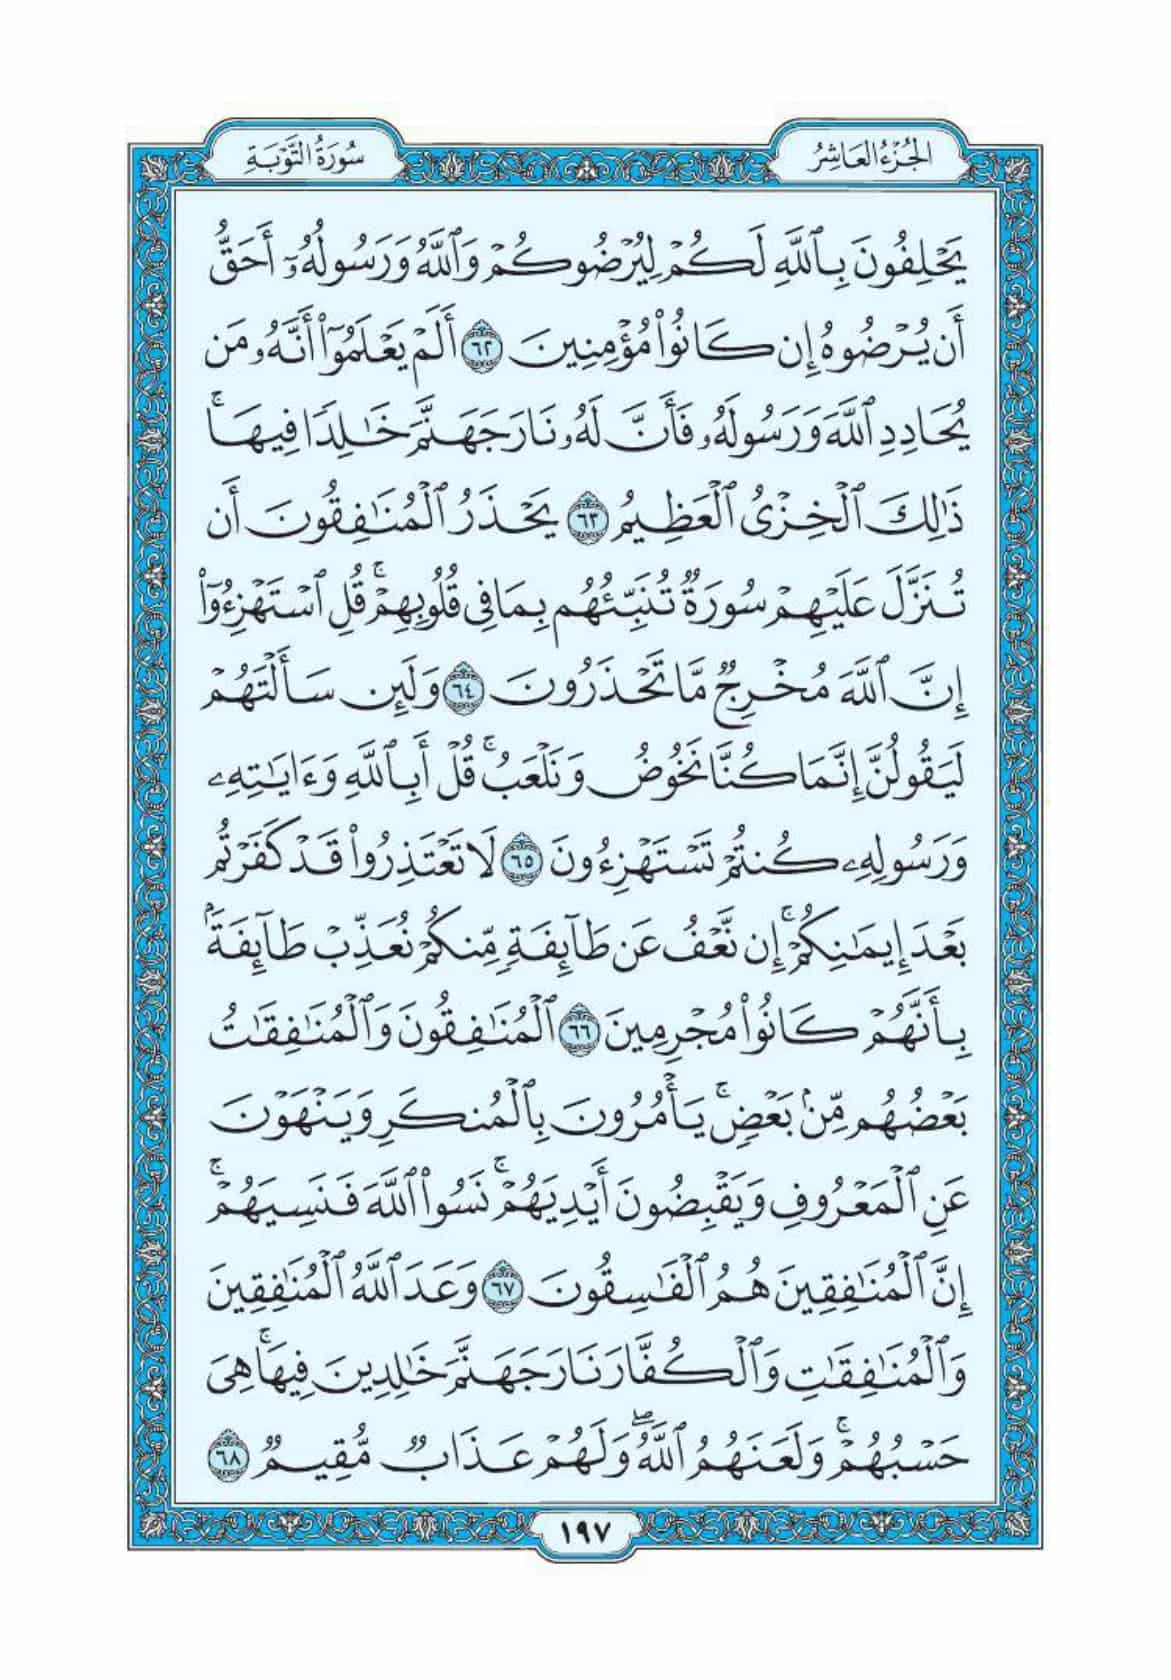 الجُزْءُ العَاشِرُ
سُورَةُ التَّوْبَةِ
يَحْلِفُونَ بِٱللَّهِ لَكُمْ لِيُرْضُوكُمْ وَٱللَّهُ وَرَسُولُهُۥٓ أَحَقُّ
أَن يُرْضُوهُ إِن كَانُوا۟ مُؤْمِنِينَ ٦٢ أَلَمْ يَعْلَمُوٓا۟ أَنَّهُۥ مَن
يُحَادِدِ ٱللَّهَ وَرَسُولَهُۥ فَأَنَّ لَهُۥ نَارَ جَهَنَّمَ خَٰلِدًا فِيهَاۚ
ذَٰلِكَ ٱلْخِزْىُ ٱلْعَظِيمُ ٦٣ يَحْذَرُ ٱلْمُنَٰفِقُونَ أَن
تُنَزَّلَ عَلَيْهِمْ سُورَةٌ تُنَبِّئُهُم بِمَا فِى قُلُوبِهِمْۚ قُلِ ٱسْتَهْزِءُوٓا۟
إِنَّ ٱللَّهَ مُخْرِجٌ مَّا تَحْذَرُونَ ٦٤ وَلَئِن سَأَلْتَهُمْ
لَيَقُولُنَّ إِنَّمَا كُنَّا نَخُوضُ وَنَلْعَبُۚ قُلْ أَبِٱللَّهِ وَءَايَٰتِهِۦ
وَرَسُولِهِۦ كُنتُمْ تَسْتَهْزِءُونَ ٦٥ لَا تَعْتَذِرُوا۟ قَدْ كَفَرْتُم
بَعْدَ إِيمَٰنِكُمْۚ إِن نَّعْفُ عَن طَآئِفَةٍ مِّنكُمْ نُعَذِّبْ طَآئِفَةَۢ
بِأَنَّهُمْ كَانُوا۟ مُجْرِمِينَ ٦٦ ٱلْمُنَٰفِقُونَ وَٱلْمُنَٰفِقَٰتُ
بَعْضُهُم مِّنۢ بَعْضٍۚ يَأْمُرُونَ بِٱلْمُنكَرِ وَيَنْهَوْنَ
عَنِ ٱلْمَعْرُوفِ وَيَقْبِضُونَ أَيْدِيَهُمْۚ نَسُوا۟ ٱللَّهَ فَنَسِيَهُمْۚ
إِنَّ ٱلْمُنَٰفِقِينَ هُمُ ٱلْفَٰسِقُونَ ٦٧ وَعَدَ ٱللَّهُ ٱلْمُنَٰفِقِينَ
وَٱلْمُنَٰفِقَٰتِ وَٱلْكُفَّارَ نَارَ جَهَنَّمَ خَٰلِدِينَ فِيهَاۚ هِىَ
حَسْبُهُمْۚ وَلَعَنَهُمُ ٱللَّهُۖ وَلَهُمْ عَذَابٌ مُّقِيمٌ ٦٨
١٩٧